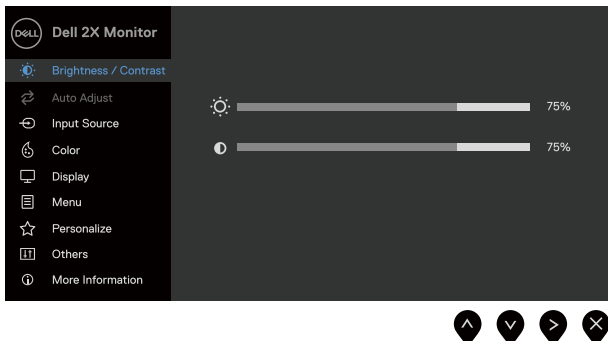 DELL
Dell 2X Monitor
Brightness / Contrast
Auto Adjust
Input Source
Color
Display
Menu
Personalize
Others
More Information
75%
75%